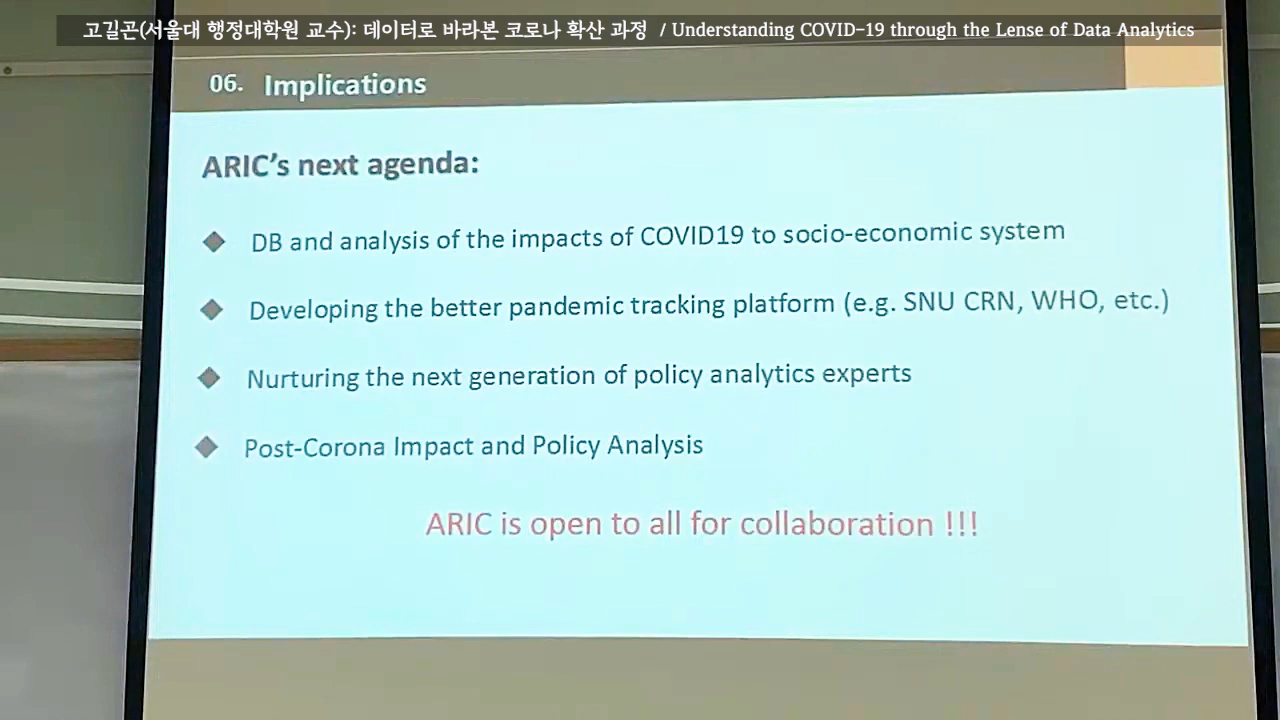 고길곤(서울대 행정대학원 교수): 데이터로 바라본 코로나 확산 과정 / Understanding COVID-19 through the Lense of Data Analytics
06. Implications
ARIC's next agenda:
DB and analysis of the impacts of COVID19 to socio-economic system
Developing the better pandemic tracking platform (e.g. SNU CRN, WHO, etc.)
Nurturing the next generation of policy analytics experts
Post-Corona Impact and Policy Analysis
ARIC is open to all for collaboration !!!